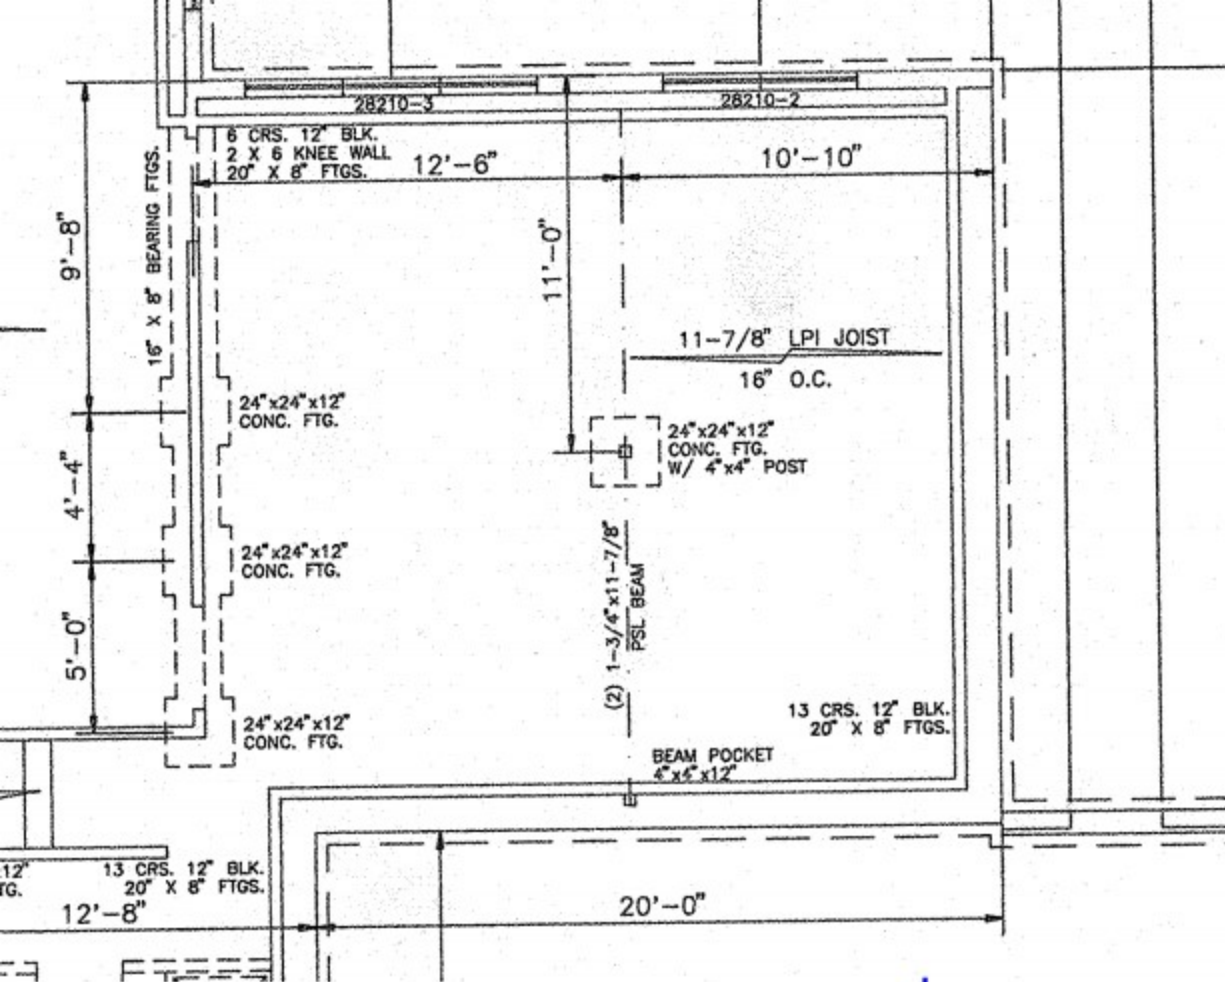 28210-3
28210-2
6 CRS. 12" BLK.
2 X 6 KNEE WALL
20" X 8" FTGS.
12'-6"
10'-10"
16" X 8" BEARING FTGS.
9'-8"
11'-0"
11-7/8" LPI JOIST
16" O.C.
24"x24"x12"
CONC. FTG.
24"x24"x12"
CONC. FTG.
W/ 4"x4" POST
4'-4"
24"x24"x12"
CONC. FTG.
(2) 1-3/4"x11-7/8"
PSL BEAM
5'-0"
24"x24"x12"
CONC. FTG.
13 CRS. 12" BLK.
20" X 8" FTGS.
BEAM POCKET
4"x4"x12"
13 CRS. 12" BLK.
20" X 8" FTGS.
12'-8"
20'-0"